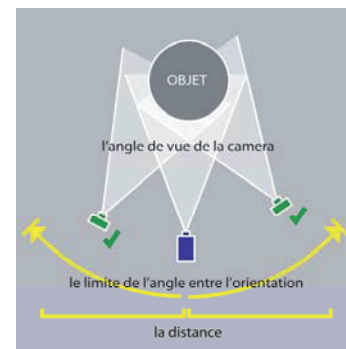 OBJET
l'angle de vue de la camera
le limite de l'angle entre l'orientation
la distance